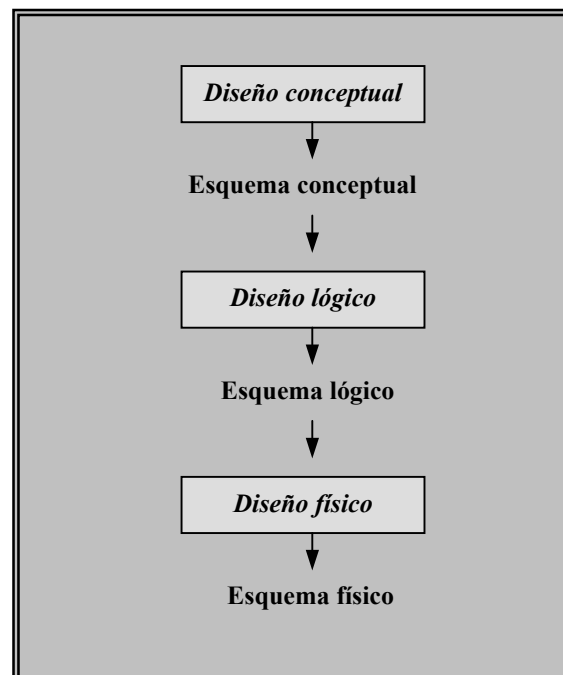 Diseño conceptual
Esquema conceptual
Diseño lógico
Esquema lógico
Diseño físico
Esquema físico